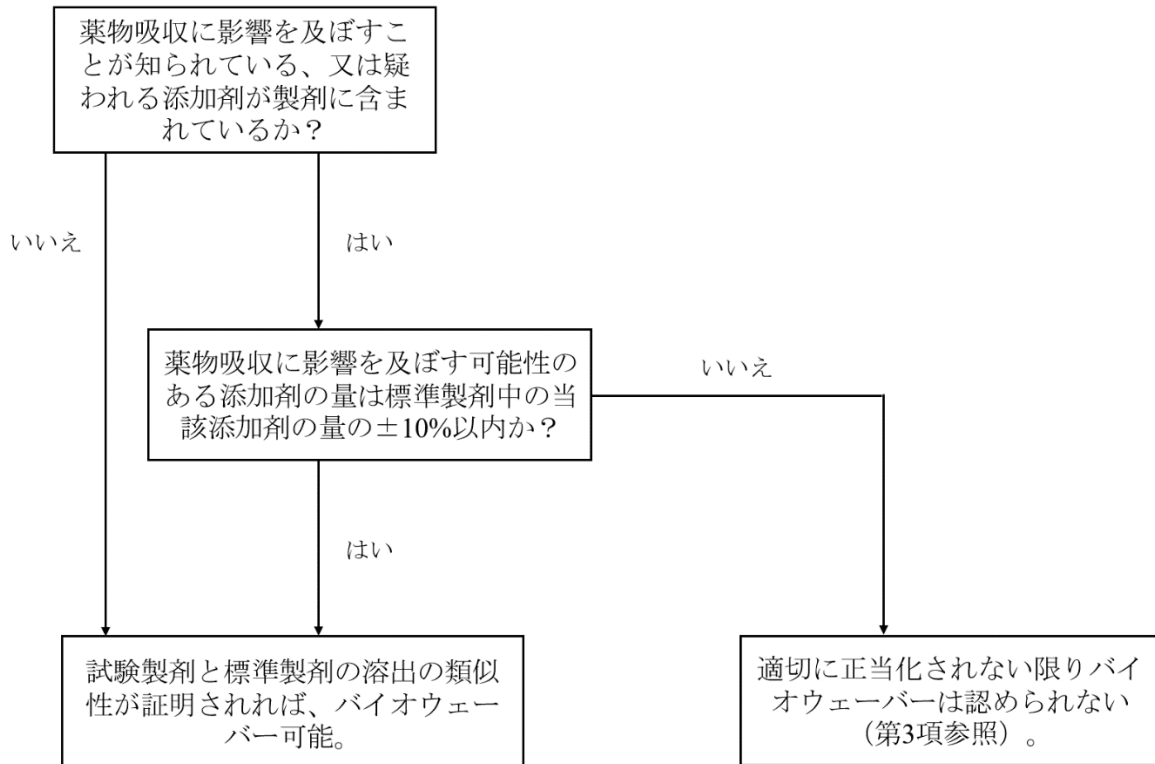 薬物吸収に影響を及ぼすこ
とが知られている、又は疑
われる添加剤が製剤に含ま
れているか？
いいえ
はい
薬物吸収に影響を及ぼす可能性の
ある添加剤の量は標準製剤中の当
該添加剤の量の±10%以内か？
いいえ
はい
試験製剤と標準製剤の溶出の類似
性が証明されれば、バイオウェー
バー可能。
適切に正当化されない限りバイ
オウェーバーは認められない
（第3項参照）。